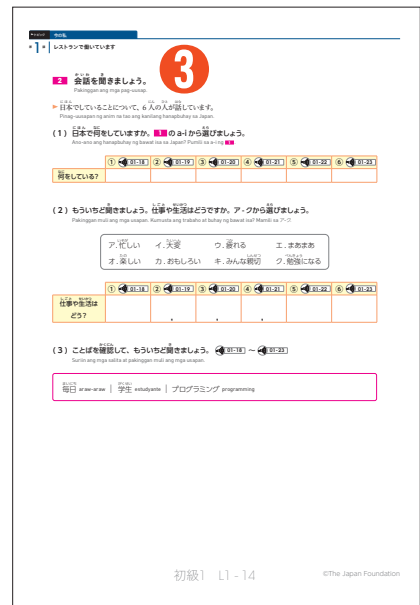 トピック 今の私
第1課 レストランで働いています
3
2 会話を聞きましょう。
Pakinggan ang mga pag-uusap.
▶日本でしていることについて、6人の人が話しています。
Pinag-uusapan ng anim na tao ang kanilang hanapbuhay sa Japan.
(1)日本で何をしていますか。1 の a-i から選びましょう。
Ano-ano ang hanapbuhay ng bawat isa sa Japan? Pumili sa a-i ng 1
① 01-18 ② 01-19 ③ 01-20 ④ 01-21 ⑤ 01-22 ⑥ 01-23
何をしている?
(2)もういちど聞きましょう。仕事や生活はどうですか。ア-クから選びましょう。
Pakinggan muli ang mga usapan. Kumusta ang trabaho at buhay ng bawat isa? Mamili sa ア-ク
ア.忙しい イ.大変 ウ.疲れる エ.まあまあ
オ.楽しい カ.おもしろい キ.みんな親切 ク.勉強になる
① 01-18 ② 01-19 ③ 01-20 ④ 01-21 ⑤ 01-22 ⑥ 01-23
仕事や生活は
どう?
(3)ことばを確認して、もういちど聞きましょう。 01-18 ~ 01-23
Suriin ang mga salita at pakinggan muli ang mga usapan.
毎日 araw-araw | 学生 estudyante | プログラミング programming
初級1 L1 - 14
©The Japan Foundation